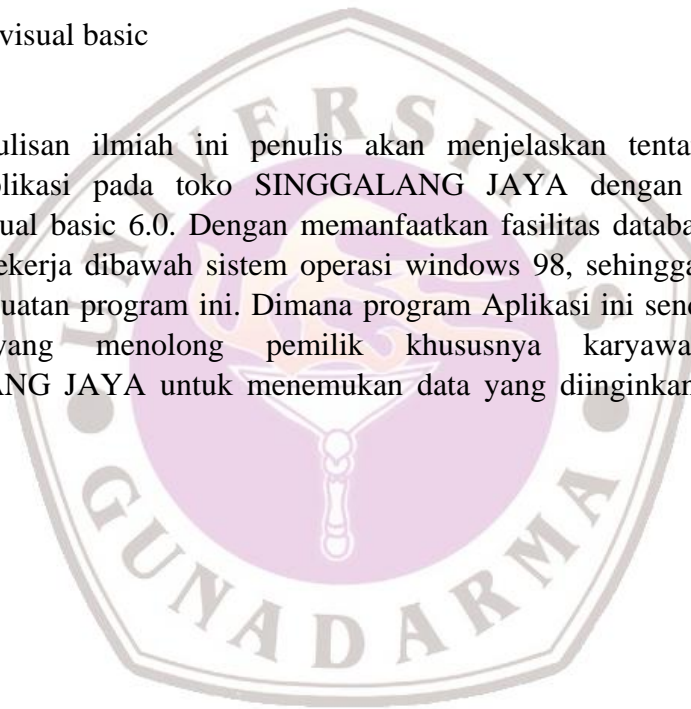 visual basic
ulisan ilmiah ini penulis akan menjelaskan tenta
plikasi pada toko SINGGALANG JAYA dengan
ual basic 6.0. Dengan memanfaatkan fasilitas databa
ekerja dibawah sistem operasi windows 98, sehingga
uatan program ini. Dimana program Aplikasi ini send
yang menolong pemilik khususnya karyawa
ANG JAYA untuk menemukan data yang diinginkan
UNIVERSITAS
GUNADARMA